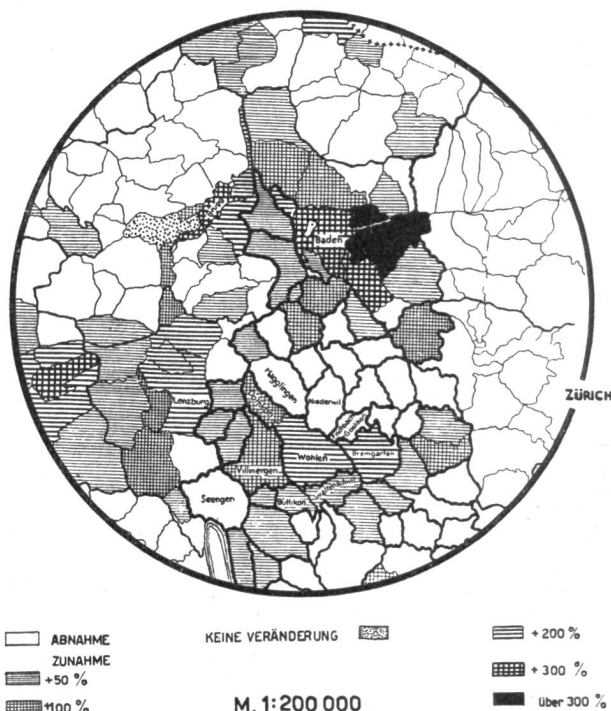 Baden
ZÜRICH
Hägglingen
Lenzburg
Niederwil
Wohlen
Bremgarten
Villmergen
Seengen
Büttikon
ABNAHME
KEINE VERÄNDERUNG
+ 200 %
ZUNAHME
+50 %
+ 300 %
+100 %
M. 1:200 000
über 300 %